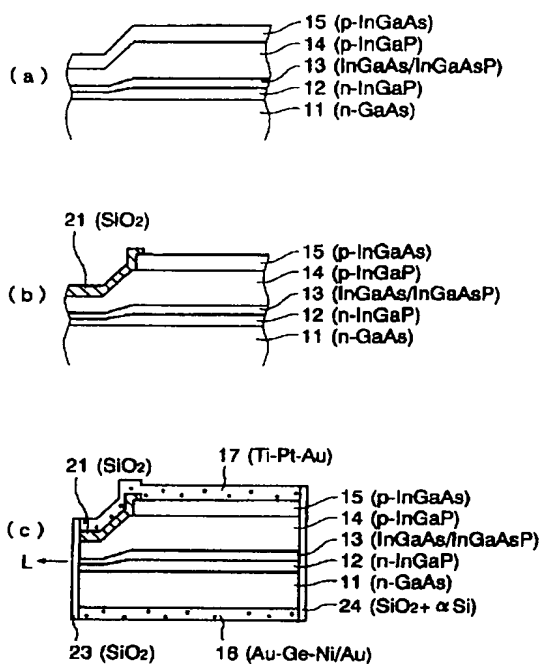 15 (p-InGaAs)
14 (p-InGaP)
(a)
13 (InGaAs/InGaAsP)
12 (n-InGaP)
11 (n-GaAs)
21 (SiO₂)
15 (p-InGaAs)
14 (p-InGaP)
(b)
13 (InGaAs/InGaAsP)
12 (n-InGaP)
11 (n-GaAs)
21 (SiO₂)
17 (Ti-Pt-Au)
15 (p-InGaAs)
(c)
14 (p-InGaP)
13 (InGaAs/InGaAsP)
L
12 (n-InGaP)
11 (n-GaAs)
24 (SiO₂+ αSi)
23 (SiO₂)
18 (Au-Ge-Ni/Au)